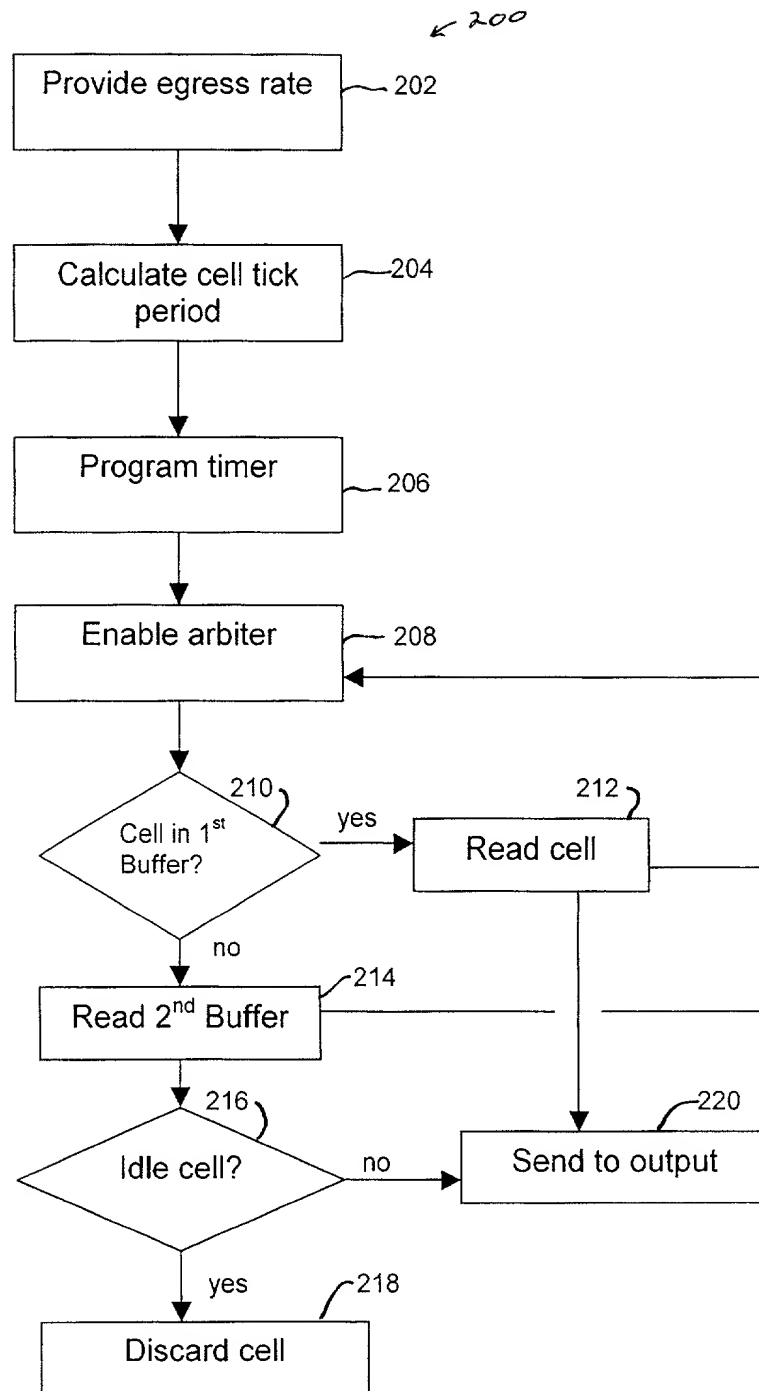 200
Provide egress rate
202
Calculate cell tick
period
204
Program timer
206
Enable arbiter
208
210
Cell in 1st
Buffer?
yes
212
Read cell
no
214
Read 2nd Buffer
216
Idle cell?
no
220
Send to output
yes
218
Discard cell